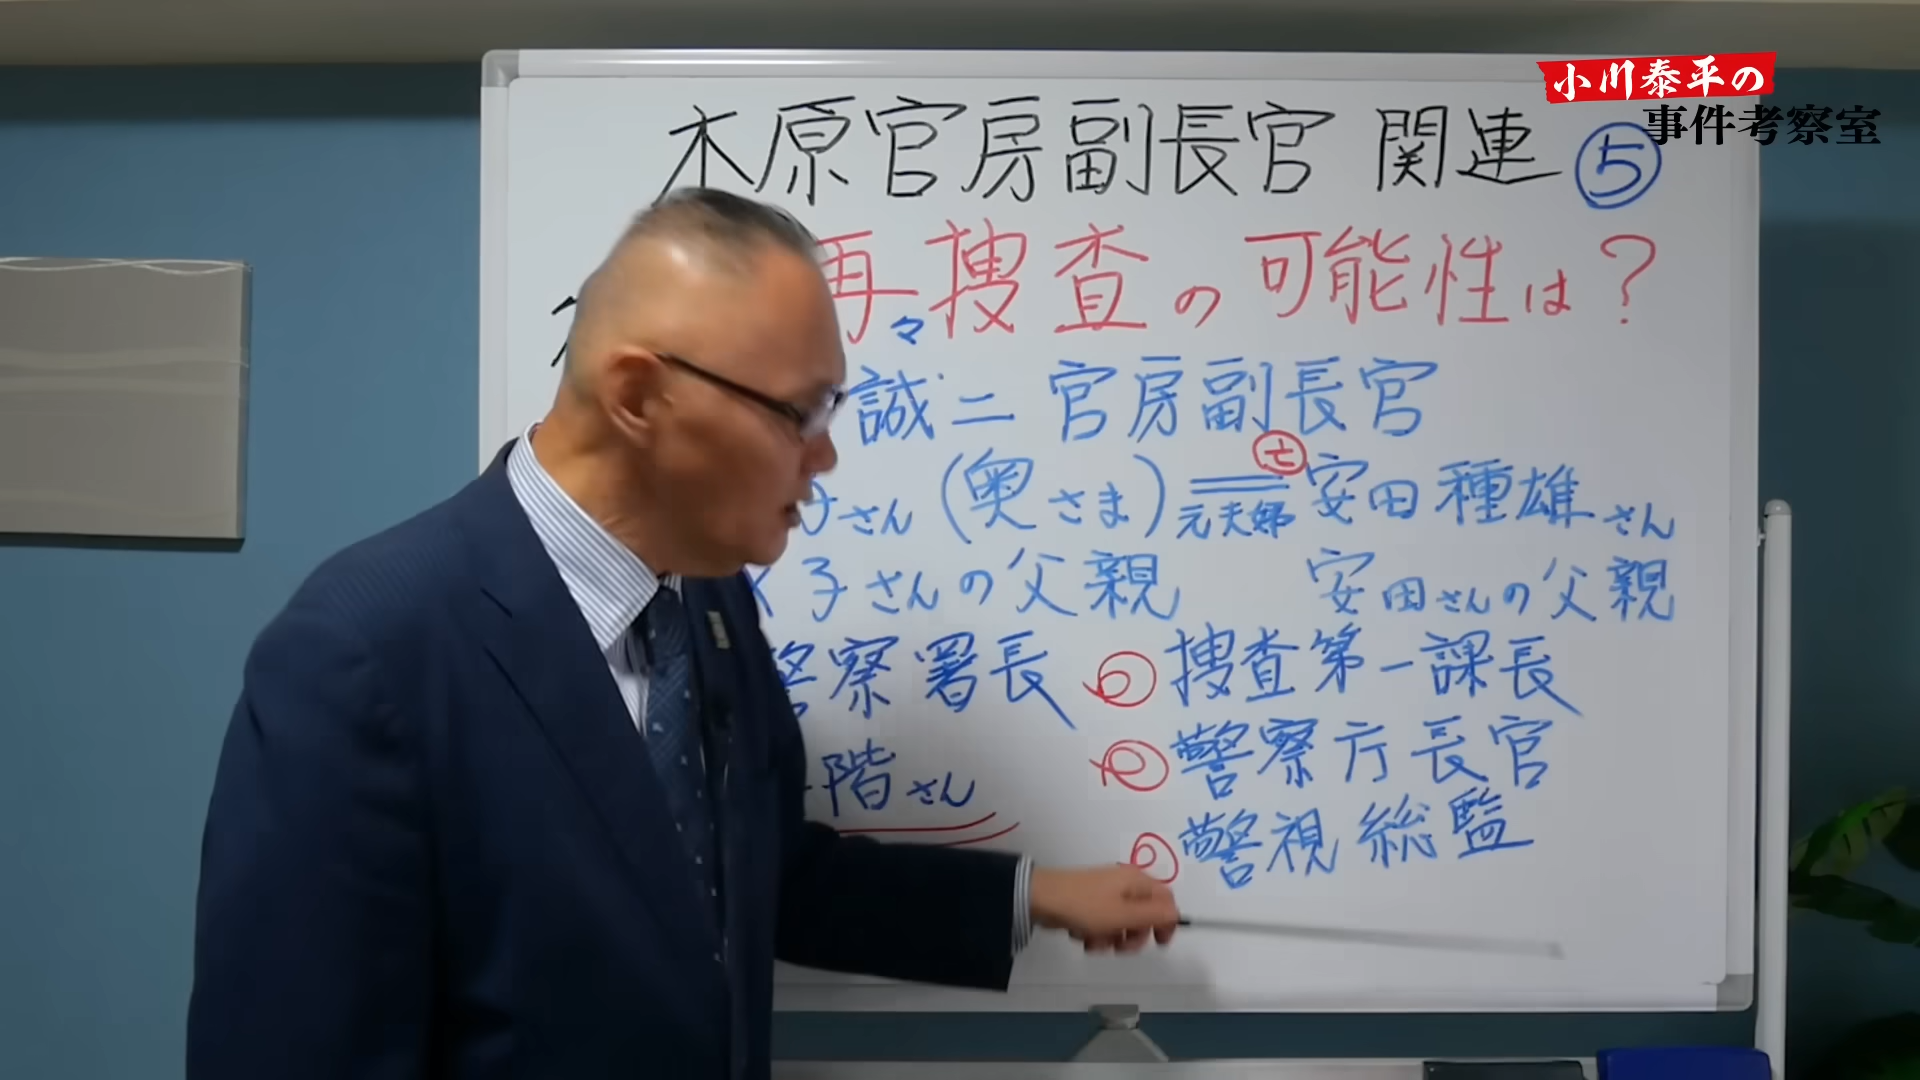 小川泰平の
事件考察室
木原官房副長官 関連 ⑤
再々捜査の可能性は?
誠二 官房副長官
子さん (奥さま) 元夫婦 亡 安田種雄さん
X子さんの父親 安田さんの父親
警察署長 捜査第一課長
階さん 警察庁長官
警視総監